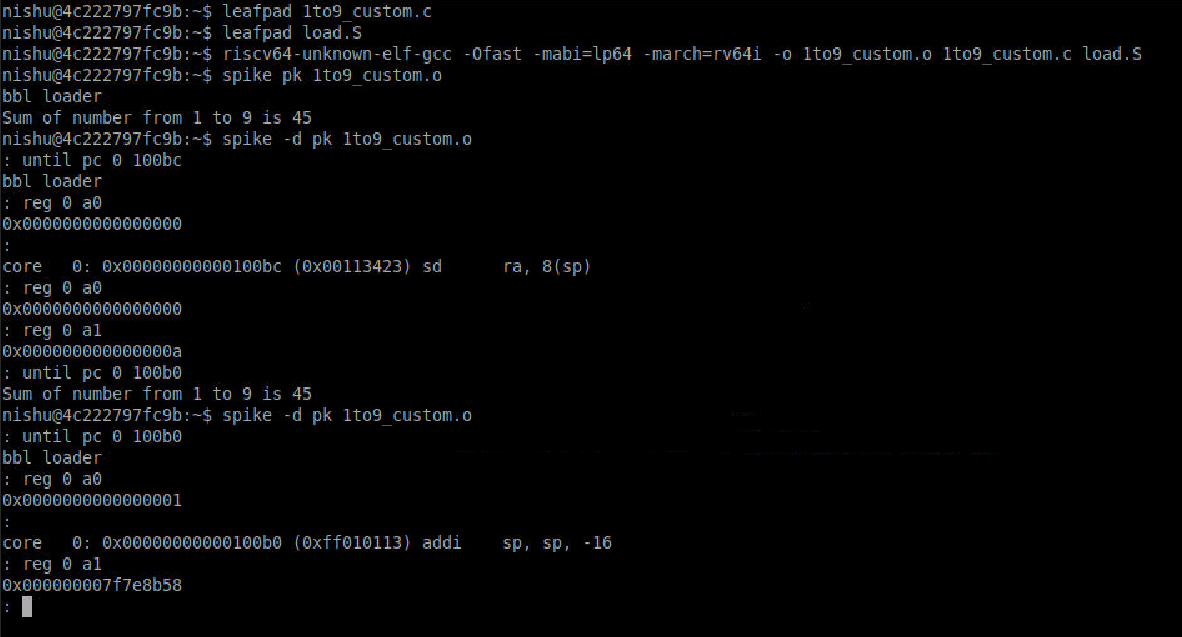 nishu@4c222797fc9b:~$ leafpad 1to9_custom.c
nishu@4c222797fc9b:~$ leafpad load.S
nishu@4c222797fc9b:~$ riscv64-unknown-elf-gcc -Ofast -mabi=lp64 -march=rv64i -o 1to9_custom.o 1to9_custom.c load.S
nishu@4c222797fc9b:~$ spike pk 1to9_custom.o
bbl loader
Sum of number from 1 to 9 is 45
nishu@4c222797fc9b:~$ spike -d pk 1to9_custom.o
: until pc 0 100bc
bbl loader
: reg 0 a0
0x0000000000000000
:
core   0: 0x00000000000100bc (0x00113423) sd      ra, 8(sp)
: reg 0 a0
0x0000000000000000
: reg 0 a1
0x000000000000000a
: until pc 0 100b0
Sum of number from 1 to 9 is 45
nishu@4c222797fc9b:~$ spike -d pk 1to9_custom.o
: until pc 0 100b0
bbl loader
: reg 0 a0
0x0000000000000001
:
core   0: 0x00000000000100b0 (0xff010113) addi    sp, sp, -16
: reg 0 a1
0x000000007f7e8b58
: